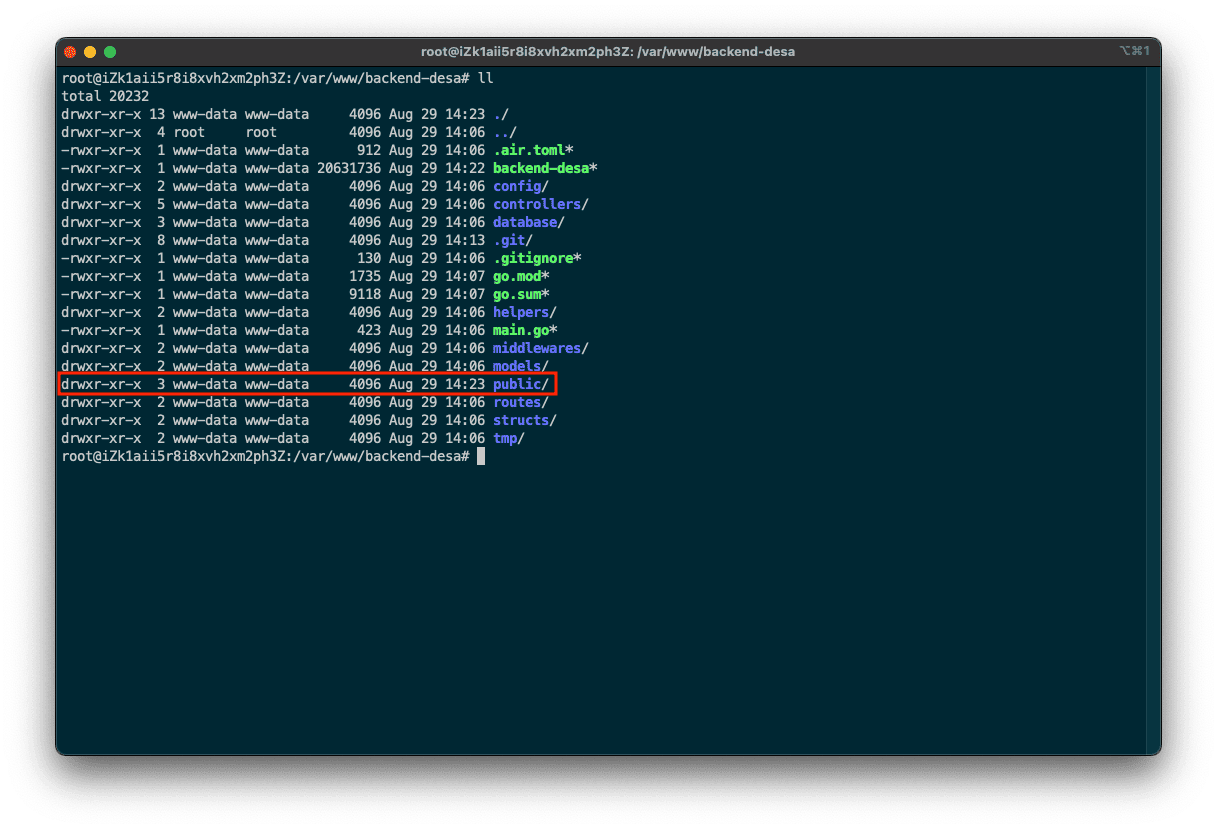 root@iZk1aii5r8i8xvh2xm2ph3Z: /var/www/backend-desa
⌥⌘1
root@iZk1aii5r8i8xvh2xm2ph3Z:/var/www/backend-desa# ll
total 20232
drwxr-xr-x 13 www-data www-data     4096 Aug 29 14:23 ./
drwxr-xr-x  4 root     root         4096 Aug 29 14:06 ../
-rwxr-xr-x  1 www-data www-data      912 Aug 29 14:06 .air.toml*
-rwxr-xr-x  1 www-data www-data 20631736 Aug 29 14:22 backend-desa*
drwxr-xr-x  2 www-data www-data     4096 Aug 29 14:06 config/
drwxr-xr-x  5 www-data www-data     4096 Aug 29 14:06 controllers/
drwxr-xr-x  3 www-data www-data     4096 Aug 29 14:06 database/
drwxr-xr-x  8 www-data www-data     4096 Aug 29 14:13 .git/
-rwxr-xr-x  1 www-data www-data      130 Aug 29 14:06 .gitignore*
-rwxr-xr-x  1 www-data www-data     1735 Aug 29 14:07 go.mod*
-rwxr-xr-x  1 www-data www-data     9118 Aug 29 14:07 go.sum*
drwxr-xr-x  2 www-data www-data     4096 Aug 29 14:06 helpers/
-rwxr-xr-x  1 www-data www-data      423 Aug 29 14:06 main.go*
drwxr-xr-x  2 www-data www-data     4096 Aug 29 14:06 middlewares/
drwxr-xr-x  2 www-data www-data     4096 Aug 29 14:06 models/
drwxr-xr-x  3 www-data www-data     4096 Aug 29 14:23 public/
drwxr-xr-x  2 www-data www-data     4096 Aug 29 14:06 routes/
drwxr-xr-x  2 www-data www-data     4096 Aug 29 14:06 structs/
drwxr-xr-x  2 www-data www-data     4096 Aug 29 14:06 tmp/
root@iZk1aii5r8i8xvh2xm2ph3Z:/var/www/backend-desa#